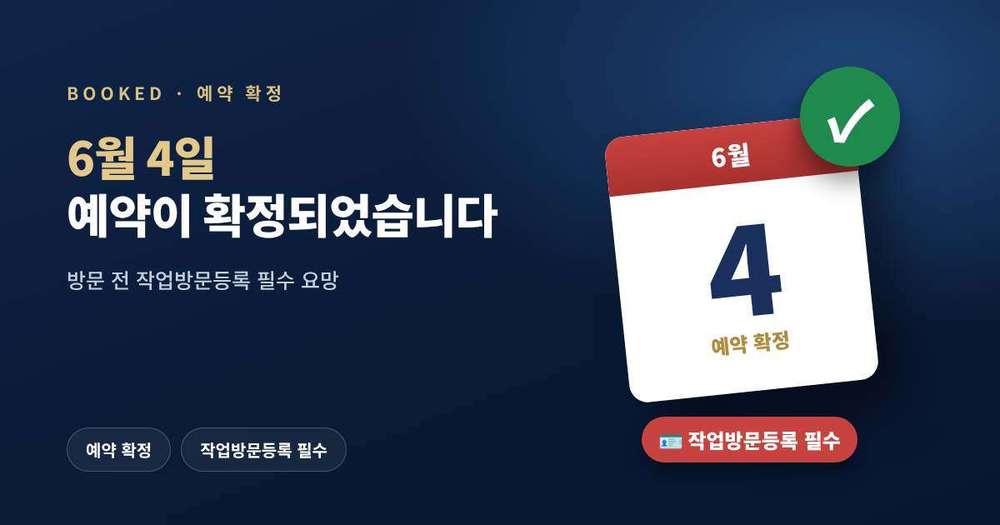 BOOKED · 예약 확정
6월 4일
예약이 확정되었습니다
방문 전 작업방문등록 필수 요망
예약 확정
작업방문등록 필수
6월
4
예약 확정
작업방문등록 필수